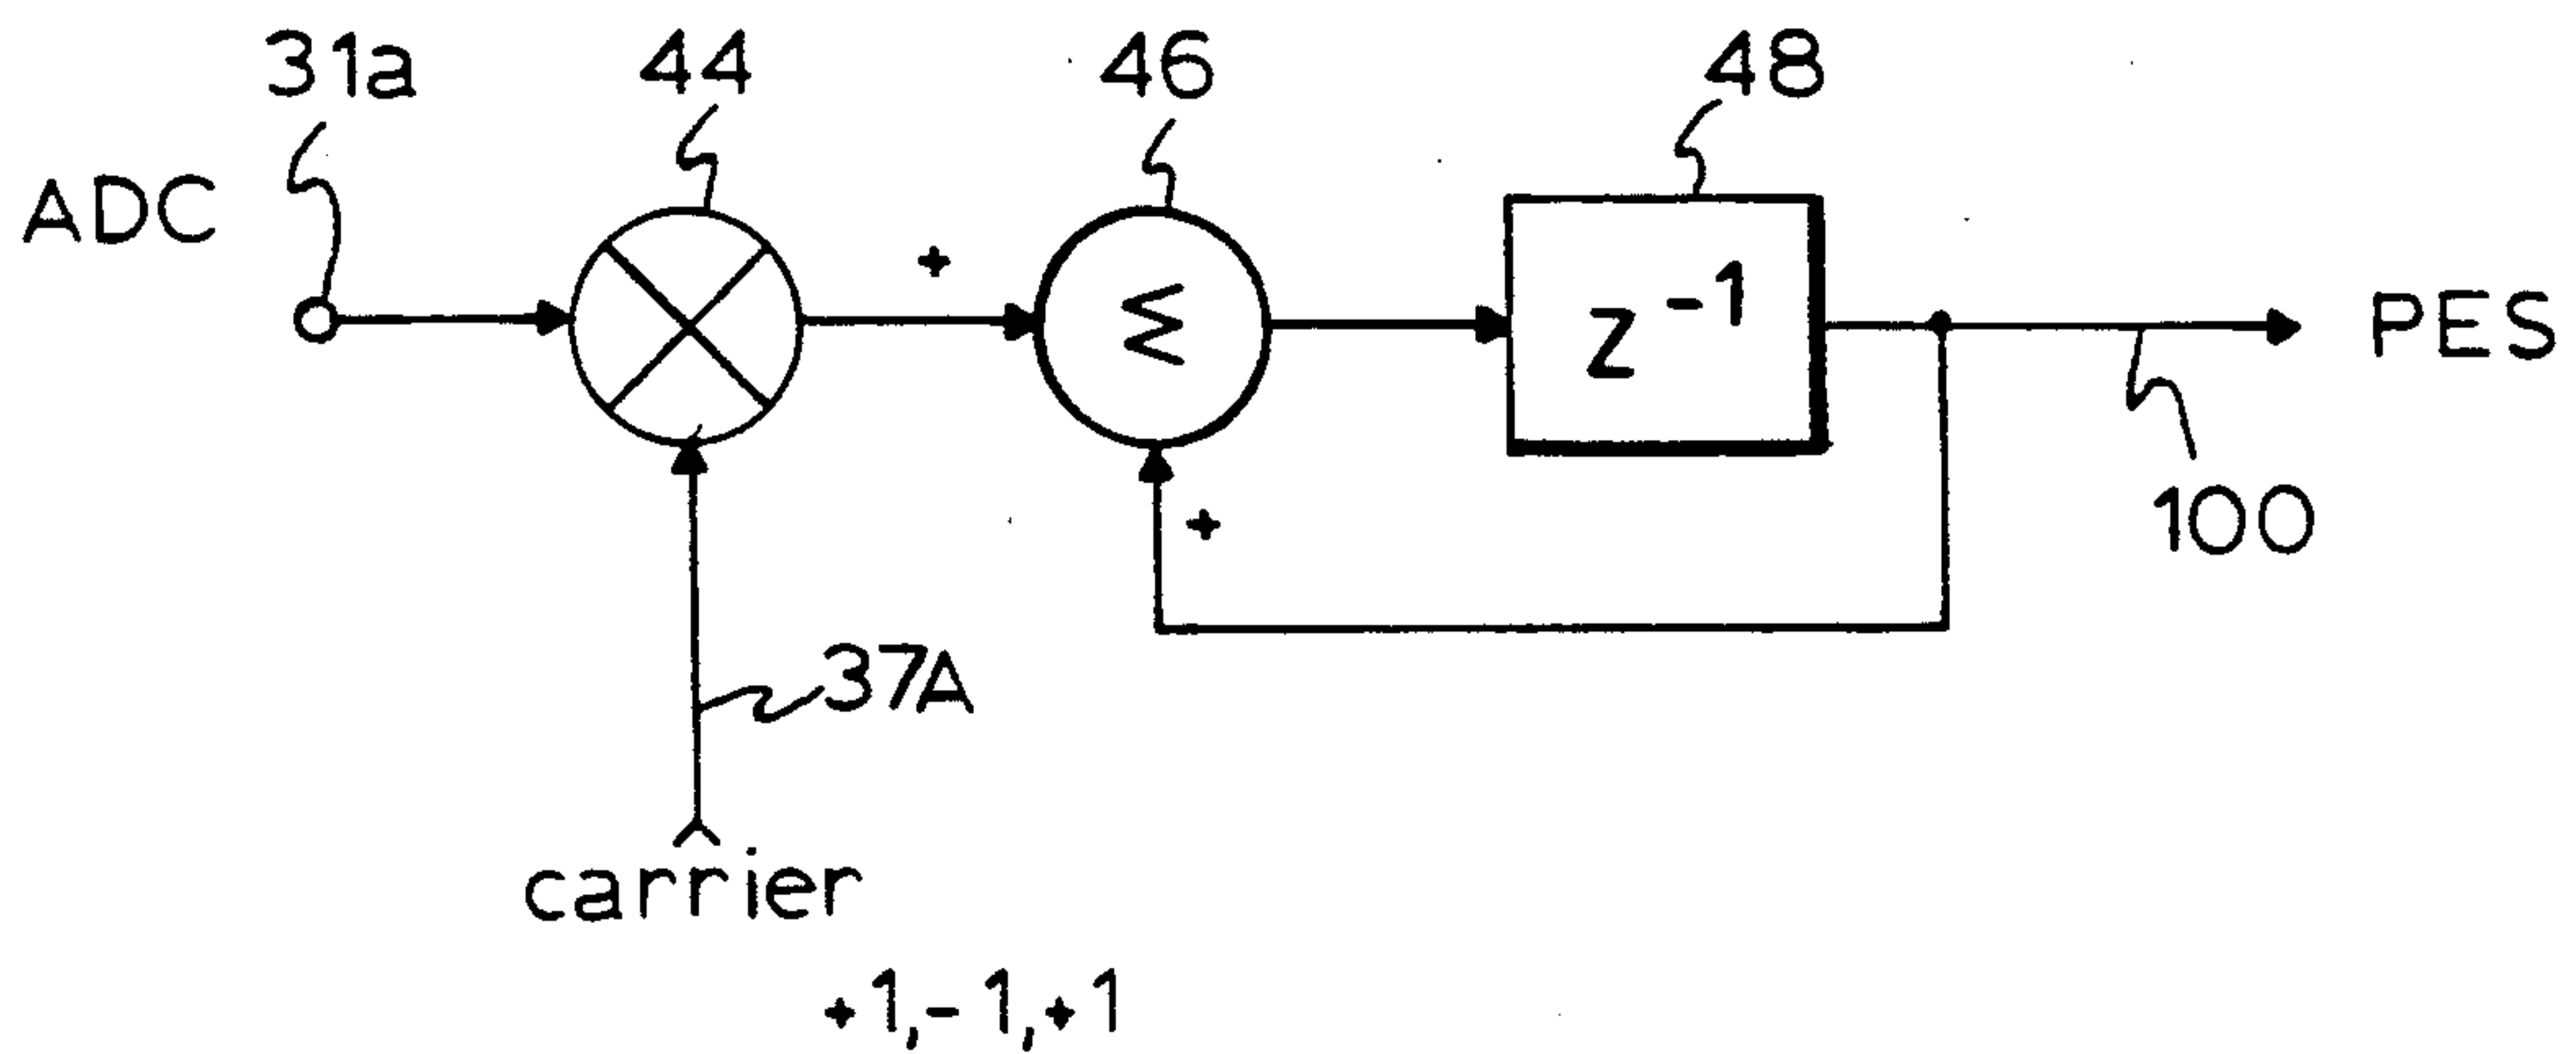 31a
44
46
48
ADC
+
Σ
z⁻¹
PES
+
100
37A
carrier
+1,-1,+1